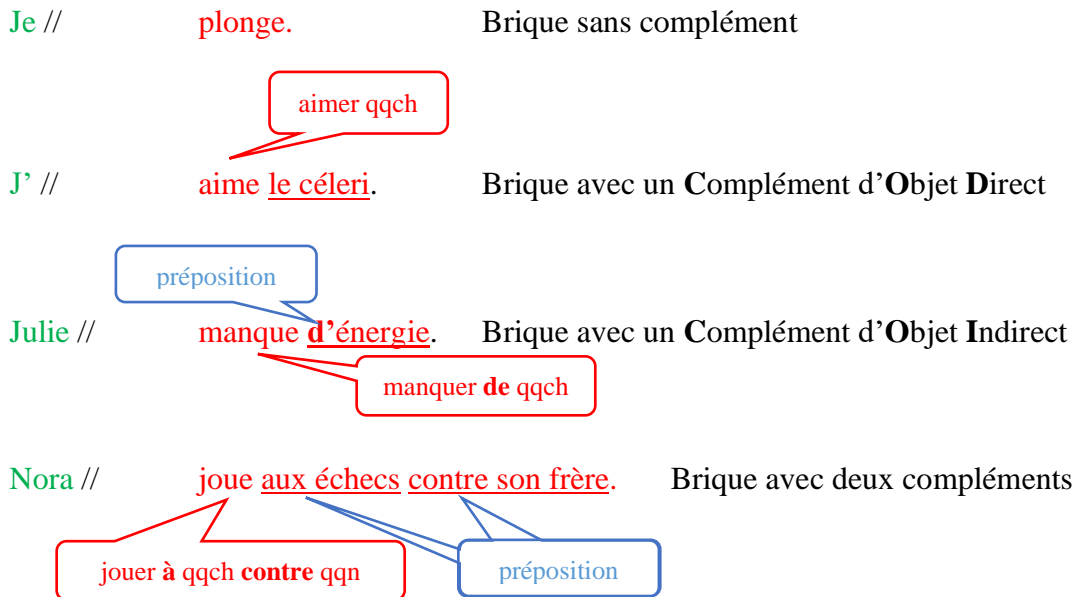 Je // plonge. Brique sans complément
aimer qqch
J’ // aime le céleri. Brique avec un Complément d’Objet Direct
préposition
Julie // manque d’énergie. Brique avec un Complément d’Objet Indirect
manquer de qqch
Nora // joue aux échecs contre son frère. Brique avec deux compléments
jouer à qqch contre qqn préposition